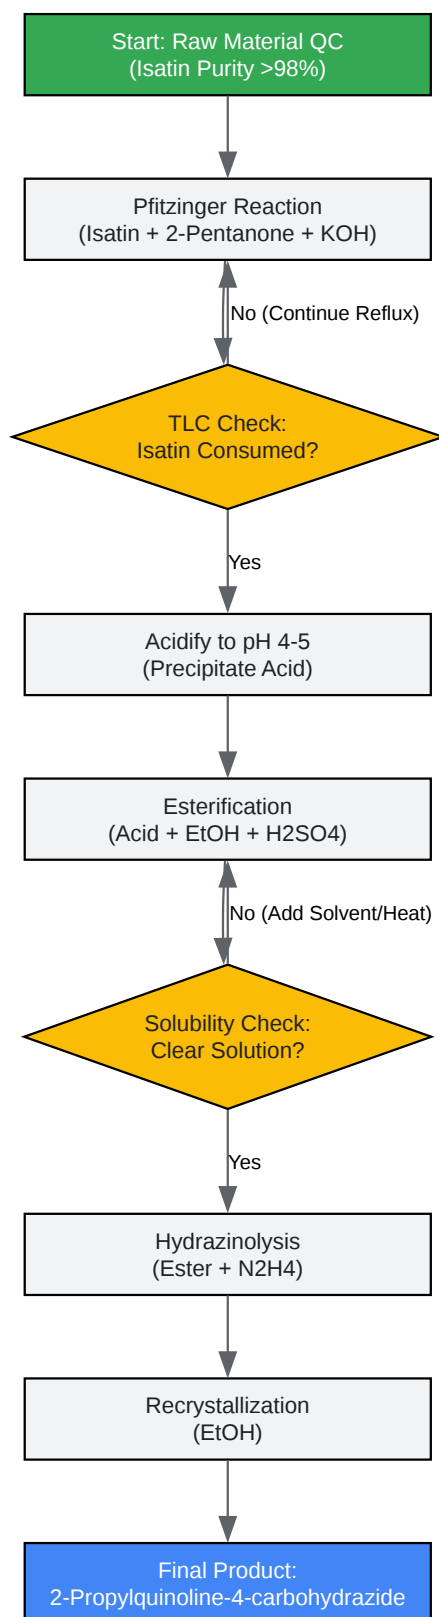 Start: Raw Material QC
(Isatin Purity >98%)
Pfitzinger Reaction
(Isatin + 2-Pentanone + KOH)
No (Continue Reflux)
TLC Check:
Isatin Consumed?
Yes
Acidify to pH 4-5
(Precipitate Acid)
Esterification
(Acid + EtOH + H2SO4)
No (Add Solvent/Heat)
Solubility Check:
Clear Solution?
Yes
Hydrazinolysis
(Ester + N2H4)
Recrystallization
(EtOH)
Final Product:
2-Propylquinoline-4-carbohydrazide